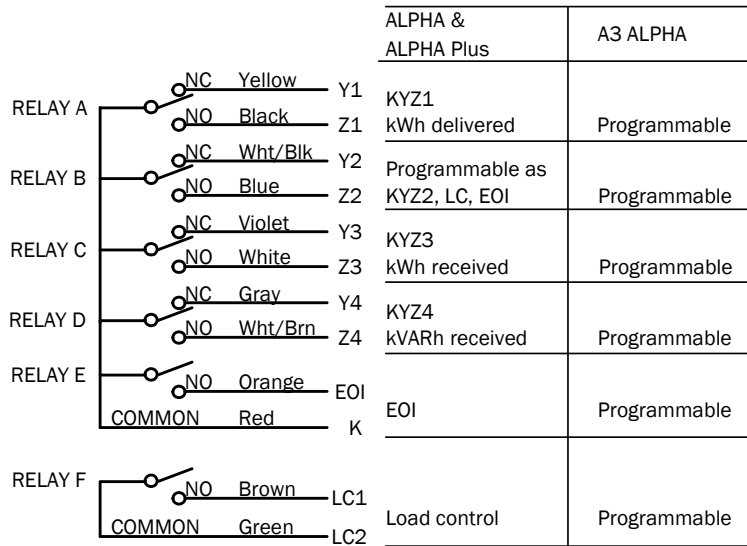 ALPHA &
ALPHA Plus
A3 ALPHA
RELAY A
NC Yellow Y1
NO Black Z1
KYZ1
kWh delivered
Programmable
RELAY B
NC Wht/Blk Y2
NO Blue Z2
Programmable as
KYZ2, LC, EOI
Programmable
RELAY C
NC Violet Y3
NO White Z3
KYZ3
kWh received
Programmable
RELAY D
NC Gray Y4
NO Wht/Brn Z4
KYZ4
kVARh received
Programmable
RELAY E
NO Orange EOI
COMMON Red K
EOI
Programmable
RELAY F
NO Brown LC1
COMMON Green LC2
Load control
Programmable